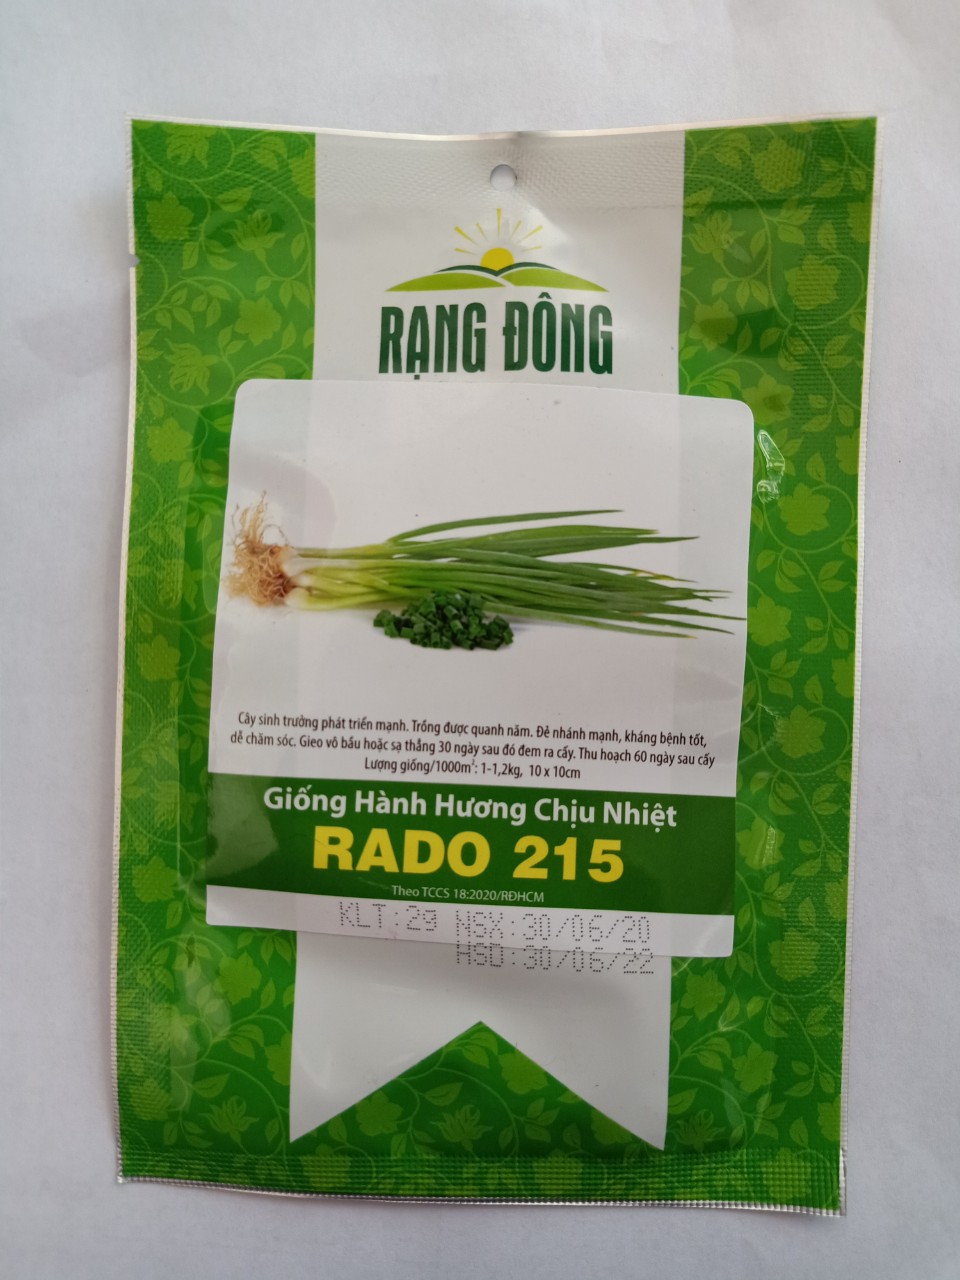 RẠNG ĐÔNG
Cây sinh trưởng phát triển mạnh. Trồng được quanh năm. Đẻ nhánh mạnh, kháng bệnh tốt,
dễ chăm sóc. Gieo vô bầu hoặc sạ thẳng 30 ngày sau đó đem ra cấy. Thu hoạch 60 ngày sau cấy
Lượng giống/1000m²: 1-1,2kg, 10 x 10cm
Giống Hành Hương Chịu Nhiệt
RADO 215
Theo TCCS 18:2020/RĐHCM
KLT:2g NSX:30/06/20
HSD:30/06/22